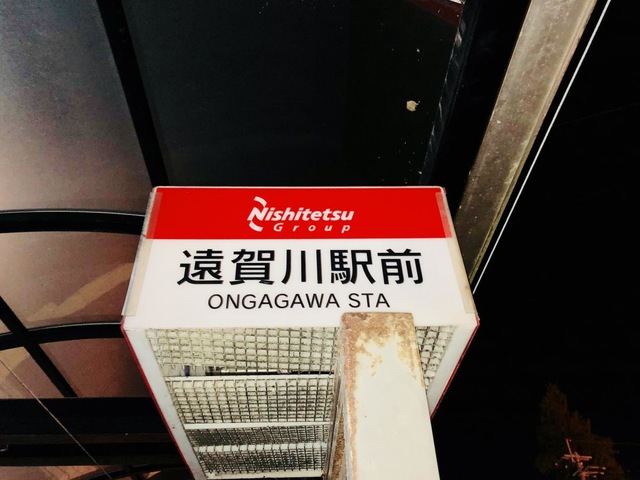 Nishitetsu
Group
遠賀川駅前
ONGAGAWA STA